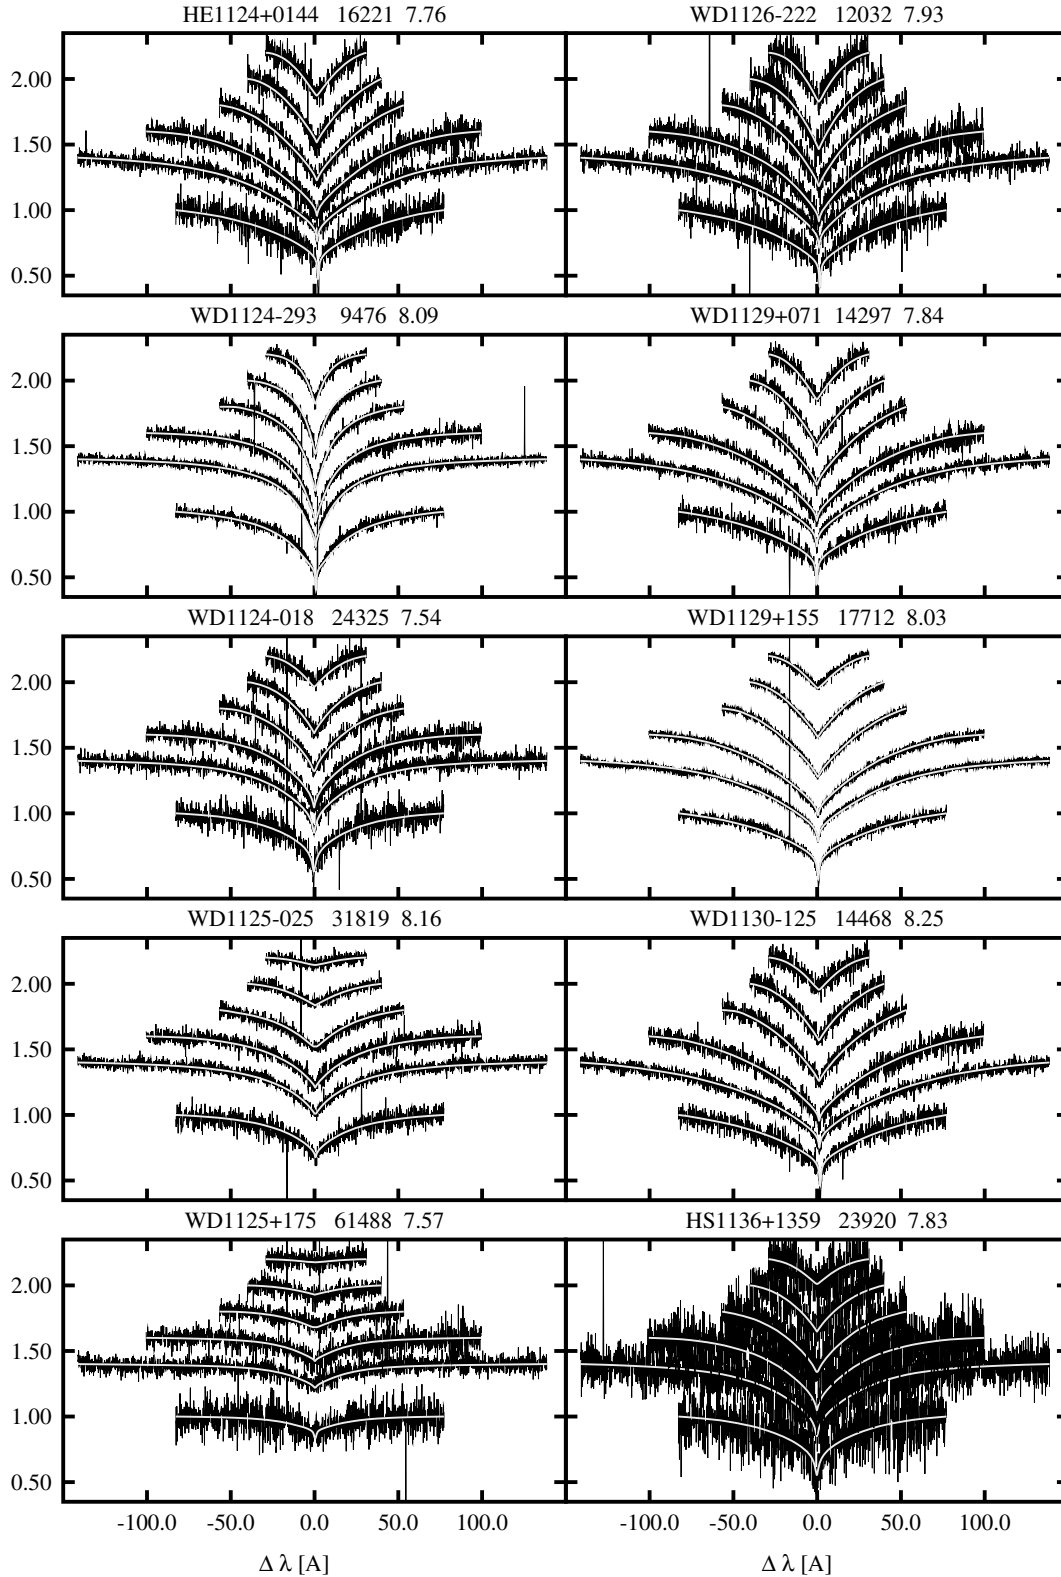 HE1124+0144 16221 7.76
WD1126-222 12032 7.93
2.00
1.50
1.00
0.50
WD1124-293 9476 8.09
WD1129+071 14297 7.84
2.00
1.50
1.00
0.50
WD1124-018 24325 7.54
WD1129+155 17712 8.03
2.00
1.50
1.00
0.50
WD1125-025 31819 8.16
WD1130-125 14468 8.25
2.00
1.50
1.00
0.50
WD1125+175 61488 7.57
HS1136+1359 23920 7.83
2.00
1.50
1.00
0.50
-100.0 -50.0 0.0 50.0 100.0
-100.0 -50.0 0.0 50.0 100.0
Δ λ [A]
Δ λ [A]